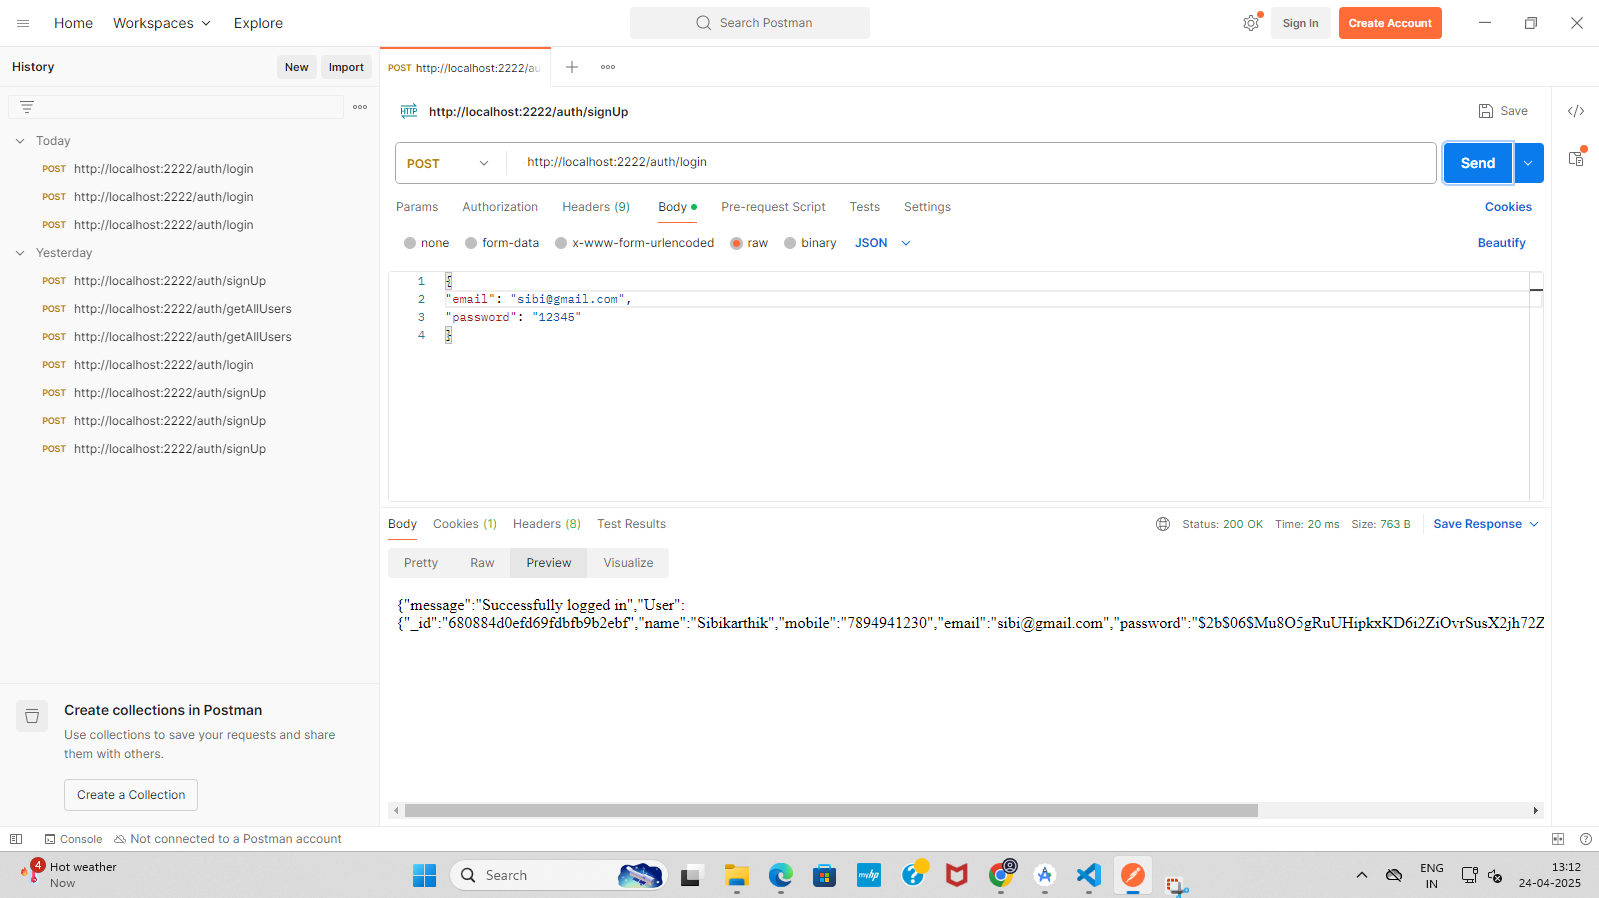 Home Workspaces Explore Search Postman Sign In Create Account
History New Import POST http://localhost:2222/au
http://localhost:2222/auth/signUp Save
Today
POST http://localhost:2222/auth/login
POST http://localhost:2222/auth/login
POST http://localhost:2222/auth/login
Yesterday
POST http://localhost:2222/auth/signUp
POST http://localhost:2222/auth/getAllUsers
POST http://localhost:2222/auth/getAllUsers
POST http://localhost:2222/auth/login
POST http://localhost:2222/auth/signUp
POST http://localhost:2222/auth/signUp
POST http://localhost:2222/auth/signUp
Create collections in Postman
Use collections to save your requests and share
them with others.
Create a Collection
HTTP
POST http://localhost:2222/auth/login Send
Params Authorization Headers (9) Body Pre-request Script Tests Settings Cookies
none form-data x-www-form-urlencoded raw binary JSON Beautify
1 {
2 "email": "sibi@gmail.com",
3 "password": "12345"
4 }
Body Cookies (1) Headers (8) Test Results Status: 200 OK Time: 20 ms Size: 763 B Save Response
Pretty Raw Preview Visualize
{"message":"Successfully logged in","User":
{"_id":"680884d0efd69fdbfb9b2ebf","name":"Sibikarthik","mobile":"7894941230","email":"sibi@gmail.com","password":"$2b$06$Mu8O5gRuUHipkxKD6i2ZiOvrSusX2jh72Z
Console Not connected to a Postman account
4 Hot weather
Now
Search
myhp
ENG
IN
13:12
24-04-2025